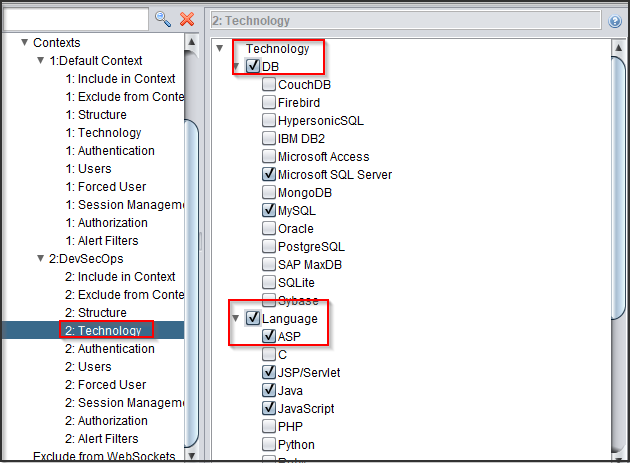 Contexts
1:Default Context
1: Include in Context
1: Exclude from Conte
1: Structure
1: Technology
1: Authentication
1: Users
1: Forced User
1: Session Manageme
1: Authorization
1: Alert Filters
2:DevSecOps
2: Include in Context
2: Exclude from Conte
2: Structure
2: Technology
2: Authentication
2: Users
2: Forced User
2: Session Manageme
2: Authorization
2: Alert Filters
Exclude from WebSockets
2: Technology
Technology
DB
CouchDB
Firebird
HypersonicSQL
IBM DB2
Microsoft Access
Microsoft SQL Server
MongoDB
MySQL
Oracle
PostgreSQL
SAP MaxDB
SQLite
Sybase
Language
ASP
C
JSP/Servlet
Java
JavaScript
PHP
Python